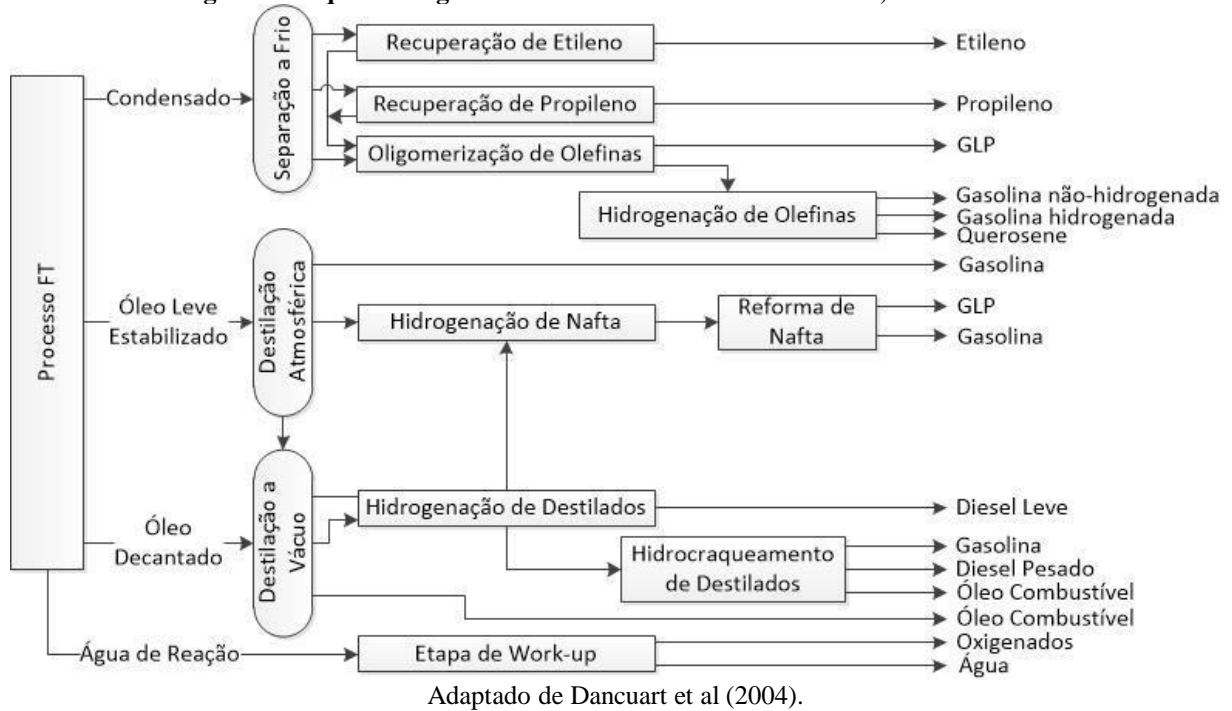 Processo FT
Condensado
Separação a Frio
Recuperação de Etileno
Etileno
Recuperação de Propileno
Propileno
Oligomerização de Olefinas
GLP
Hidrogenação de Olefinas
Gasolina não-hidrogenada
Gasolina hidrogenada
Querosene
Óleo Leve
Estabilizado
Destilação
Atmosférica
Gasolina
Hidrogenação de Nafta
Reforma de
Nafta
GLP
Gasolina
Óleo
Decantado
Destilação a
Vácuo
Hidrogenação de Destilados
Diesel Leve
Hidrocraqueamento
de Destilados
Gasolina
Diesel Pesado
Óleo Combustível
Óleo Combustível
Água de Reação
Etapa de Work-up
Oxigenados
Água
Adaptado de Dancuart et al (2004).